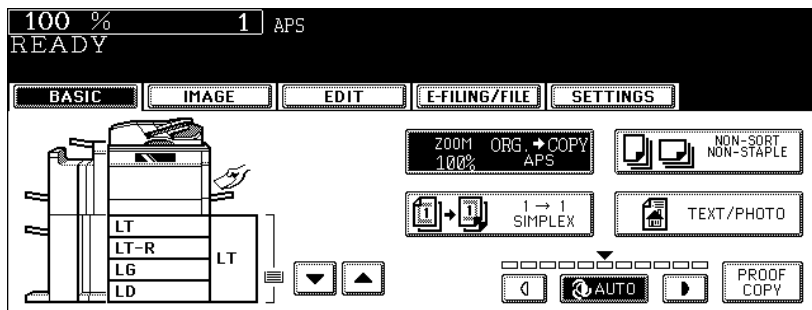 100 % 1 APS
READY
BASIC IMAGE EDIT E-FILING/FILE SETTINGS
ZOOM ORG.➔COPY
100% APS
NON-SORT
NON-STAPLE
1 → 1
SIMPLEX
TEXT/PHOTO
LT
LT-R
LG
LD
LT
AUTO
PROOF
COPY